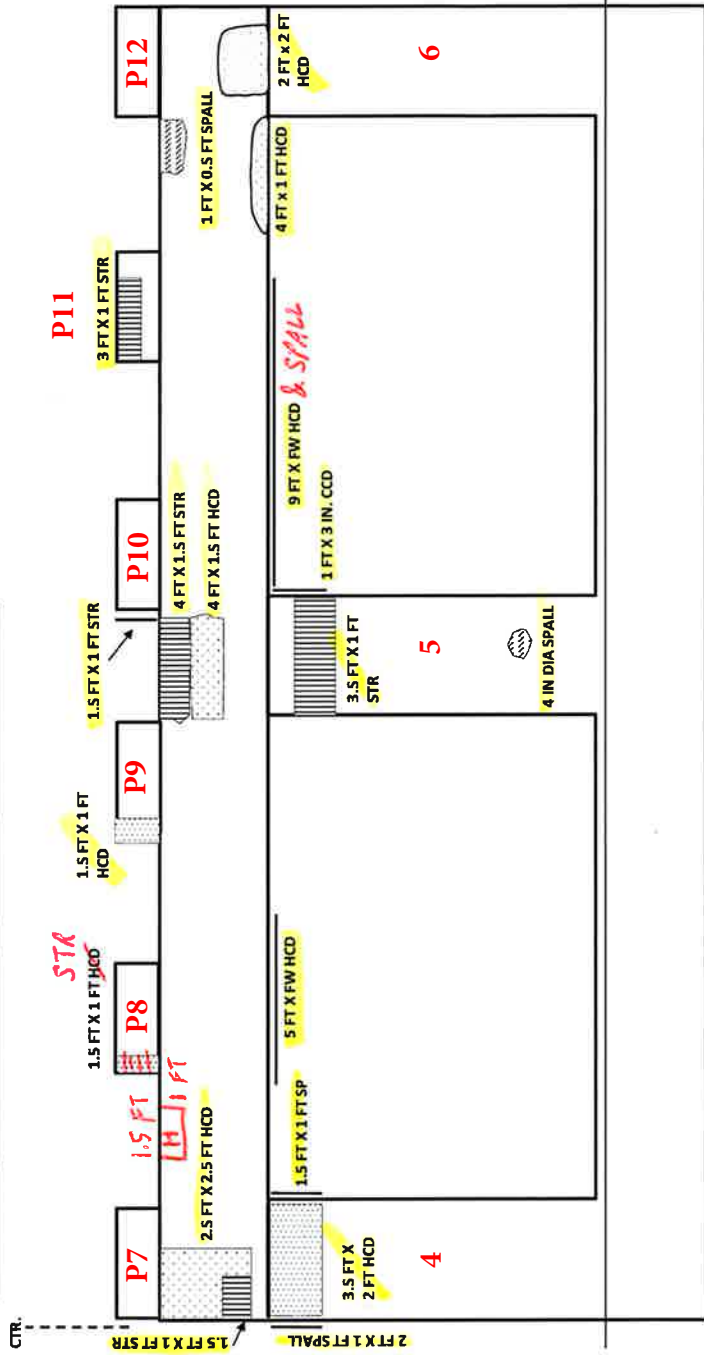 CTR.
P11
STR
1.5 FT X 1 FT HCD
1.5 FT X 1 FT
HCD
1.5 FT X 1 FT STR
3 FT X 1 FT STR
P7
P8
P9
P10
P12
1.5 FT
H
1 FT
2.5 FT X 2.5 FT HCD
4 FT X 1.5 FT STR
4 FT X 1.5 FT HCD
1 FT X 0.5 FT SPALL
1.5 FT X 1 FT STR
2 FT X 1 FT SPALL
1.5 FT X 1 FT SP
5 FT X FW HCD
9 FT X FW HCD & SPALL
1 FT X 3 IN. CCD
4 FT x 1 FT HCD
2 FT x 2 FT
HCD
3.5 FT X
2 FT HCD
3.5 FT X 1 FT
STR
4
5
6
4 IN DIA SPALL